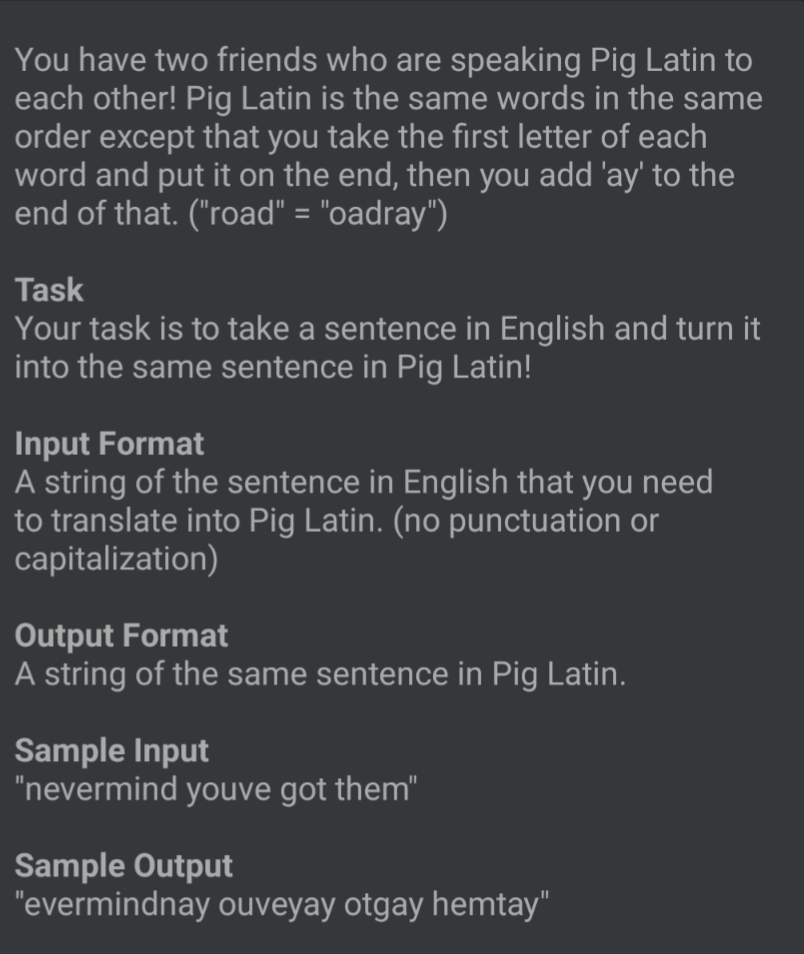 You have two friends who are speaking Pig Latin to
each other! Pig Latin is the same words in the same
order except that you take the first letter of each
word and put it on the end, then you add 'ay' to the
end of that. ("road" = "oadray")
Task
Your task is to take a sentence in English and turn it
into the same sentence in Pig Latin!
Input Format
A string of the sentence in English that you need
to translate into Pig Latin. (no punctuation or
capitalization)
Output Format
A string of the same sentence in Pig Latin.
Sample Input
"nevermind youve got them"
Sample Output
"evermindnay ouveyay otgay hemtay"